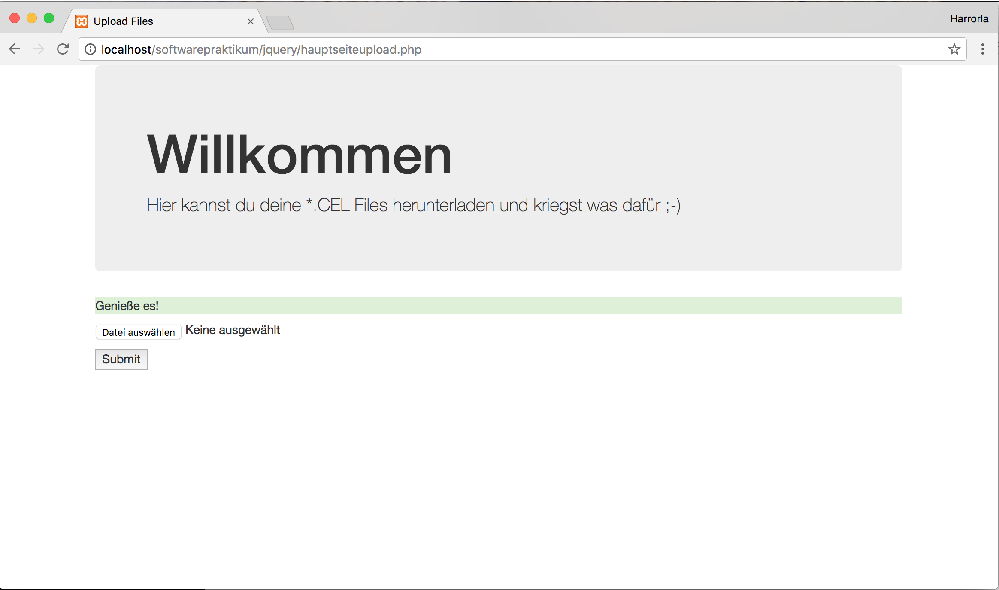 Upload Files
Harrorla
localhost/softwarepraktikum/jquery/hauptseiteupload.php
Willkommen
Hier kannst du deine *.CEL Files herunterladen und kriegst was dafür ;-)
Genieße es!
Datei auswählen Keine ausgewählt
Submit